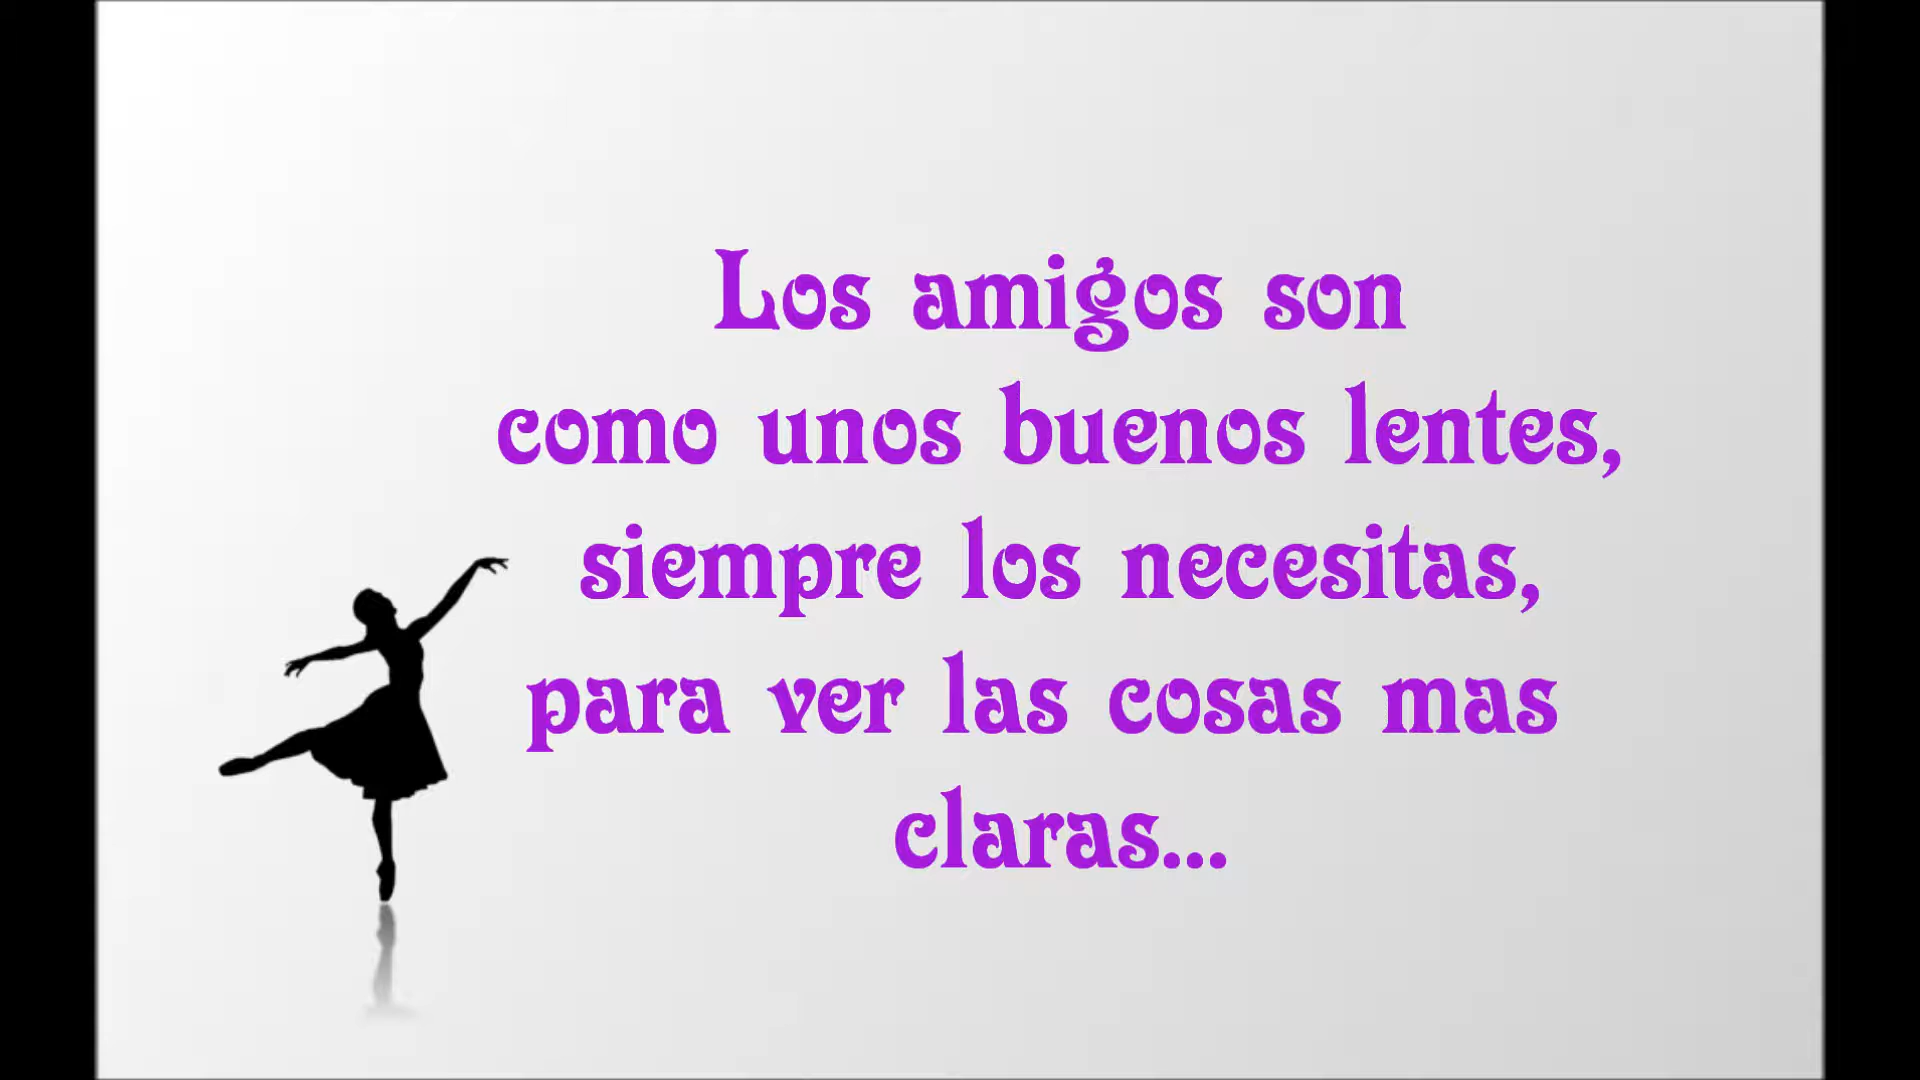 Los amigos son
como unos buenos lentes,
siempre los necesitas,
para ver las cosas mas
claras...